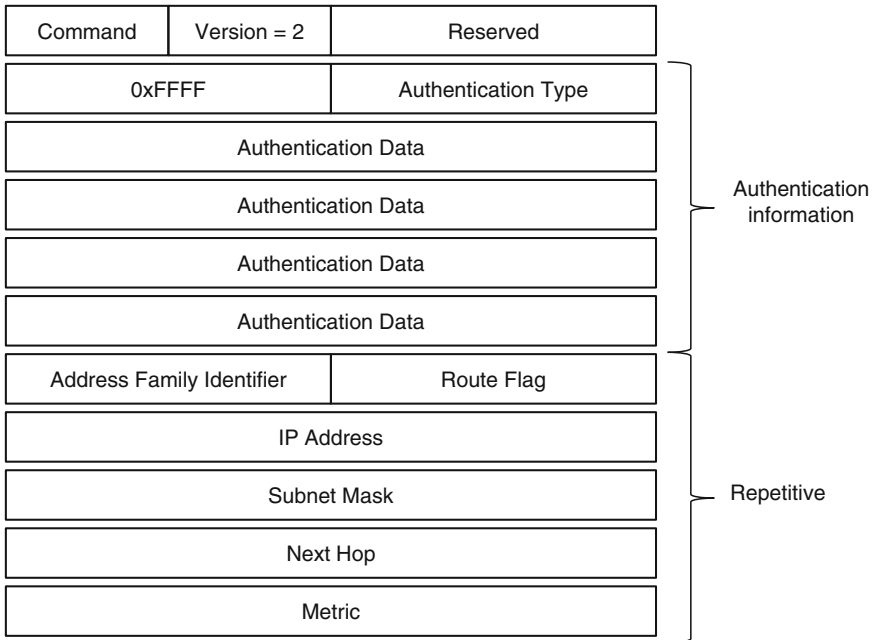 Command Version = 2 Reserved
0xFFFF Authentication Type
Authentication Data
Authentication Data
Authentication Data
Authentication Data
Authentication
information
Address Family Identifier Route Flag
IP Address
Subnet Mask
Next Hop
Metric
Repetitive